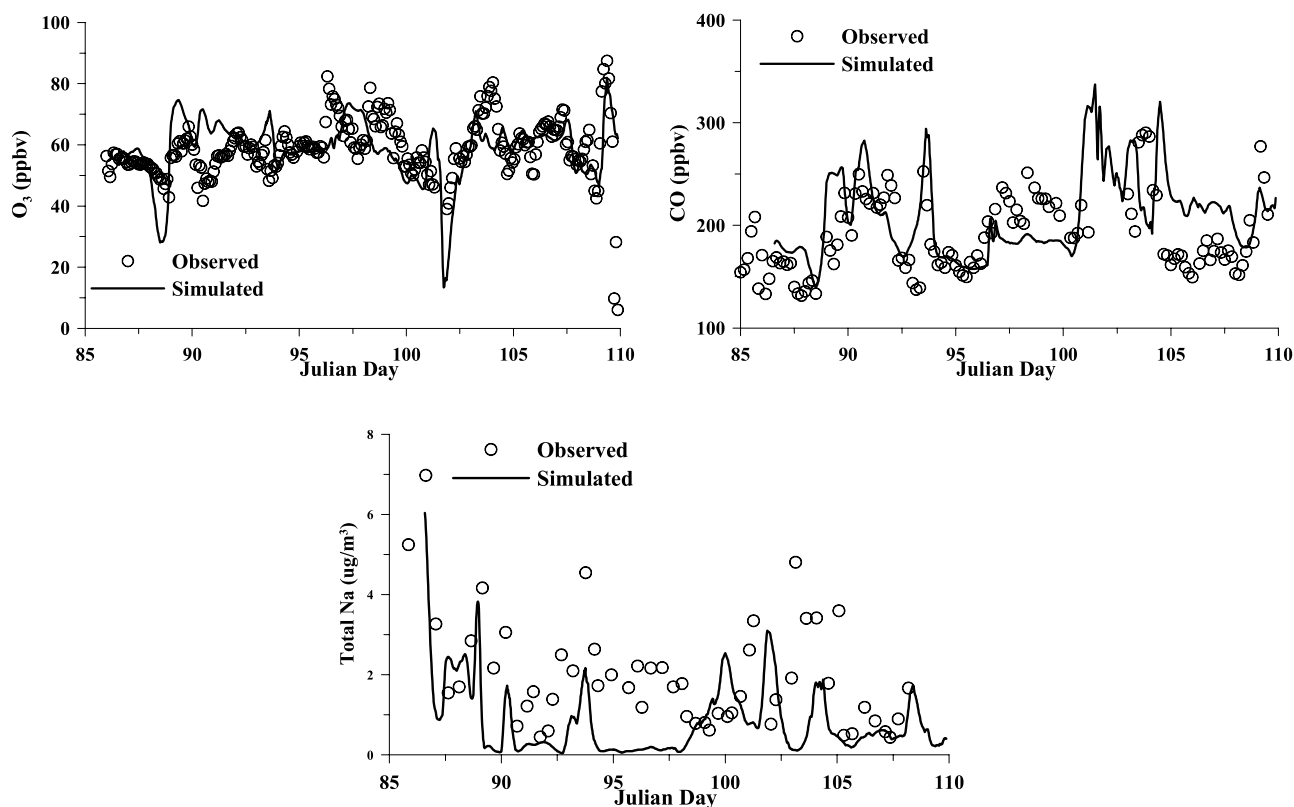 100
80
60
40
20
0
O3 (ppbv)
Observed
Simulated
86 90 95 100 105 110
Julian Day
400
300
200
100
CO (ppbv)
Observed
Simulated
85 90 95 100 105 110
Julian Day
8
6
4
2
0
Total Na (ug/m³)
Observed
Simulated
85 90 95 100 105 110
Julian Day